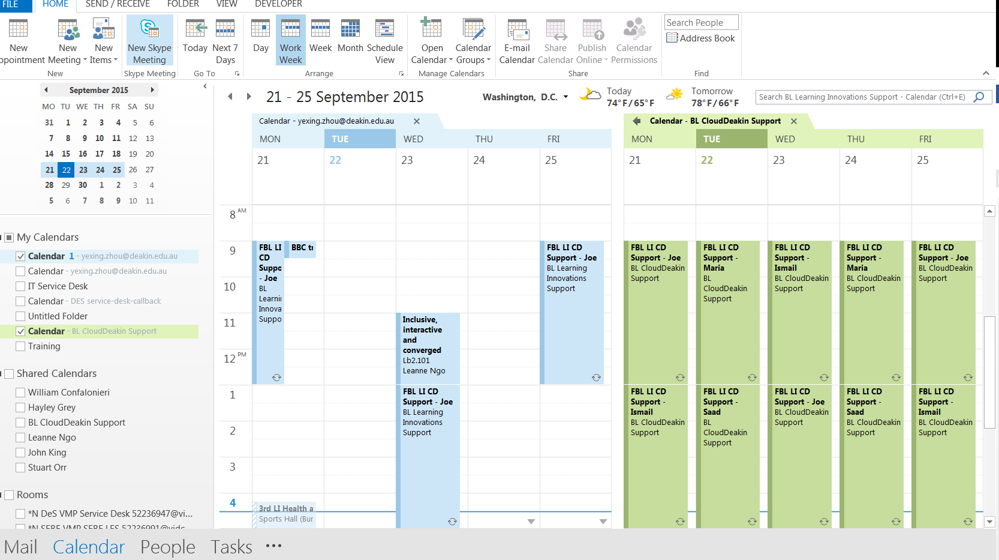 FILE HOME SEND / RECEIVE FOLDER VIEW DEVELOPER
New
ppointment
New
Meeting
New
Items
New
New Skype
Meeting
Skype Meeting
Today
Next 7
Days
Go To
Day
Work
Week
Week
Month
Schedule
View
Arrange
Open
Calendar
Calendar
Groups
Manage Calendars
E-mail
Calendar
Share
Calendar
Publish
Online
Calendar
Permissions
Share
Search People
Address Book
Find
September 2015
MO TU WE TH FR SA SU
31 1 2 3 4 5 6
7 8 9 10 11 12 13
14 15 16 17 18 19 20
21 22 23 24 25 26 27
28 29 30 1 2 3 4
5 6 7 8 9 10 11
My Calendars
Calendar 1 - yexing.zhou@deakin.edu.au
Calendar - yexing.zhou@deakin.edu.au
IT Service Desk
Calendar - DES service-desk-callback
Untitled Folder
Calendar - BL CloudDeakin Support
Training
Shared Calendars
William Confalonieri
Hayley Grey
BL CloudDeakin Support
Leanne Ngo
John King
Stuart Orr
Rooms
*N DeS VMP Service Desk 52236947@vi...
*N SEBE VMP SEBE LES 52236991@vidc
21 - 25 September 2015
Washington, D.C.
Today
74°F/65°F
Tomorrow
78°F/66°F
Search BL Learning Innovations Support - Calendar (Ctrl+E)
Calendar - yexing.zhou@deakin.edu.au
MON TUE WED THU FRI
21 22 23 24 25
8 AM
9
10
11
12 PM
1
2
3
4
FBL LI
CD
Suppo
- Joe
BL
Learnin
Innova
Suppo
BBC tr
3rd LI Health a
Sports Hall (Bur
Inclusive,
interactive
and
converged
Lb2.101
Leanne Ngo
FBL LI CD
Support - Joe
BL Learning
Innovations
Support
FBL LI CD
Support - Joe
BL Learning
Innovations
Support
Calendar - BL CloudDeakin Support
MON TUE WED THU FRI
21 22 23 24 25
FBL LI CD
Support - Joe
BL CloudDeakin
Support
FBL LI CD
Support -
Maria
BL
CloudDeakin
Support
FBL LI CD
Support -
Ismail
BL CloudDeakin
Support
FBL LI CD
Support -
Maria
BL CloudDeakin
Support
FBL LI CD
Support - Joe
BL CloudDeakin
Support
FBL LI CD
Support -
Ismail
BL CloudDeakin
Support
FBL LI CD
Support -
Saad
BL
CloudDeakin
Support
FBL LI CD
Support - Joe
BL CloudDeakin
Support
FBL LI CD
Support -
Saad
BL CloudDeakin
Support
FBL LI CD
Support -
Ismail
BL CloudDeakin
Support
Mail Calendar People Tasks •••